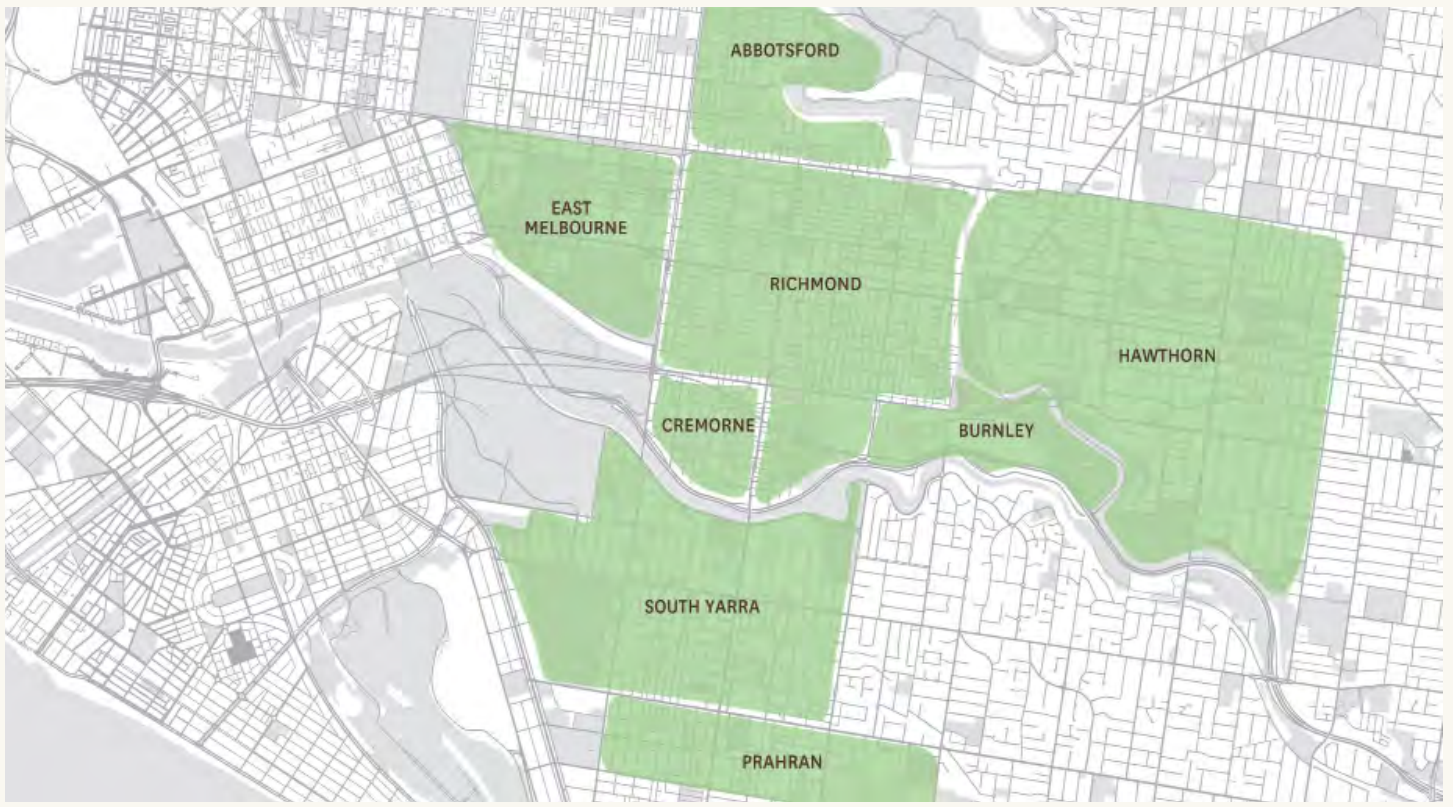 ABBOTSFORD
EAST
MELBOURNE
RICHMOND
HAWTHORN
CREMORNE
BURNLEY
SOUTH YARRA
PRAHRAN